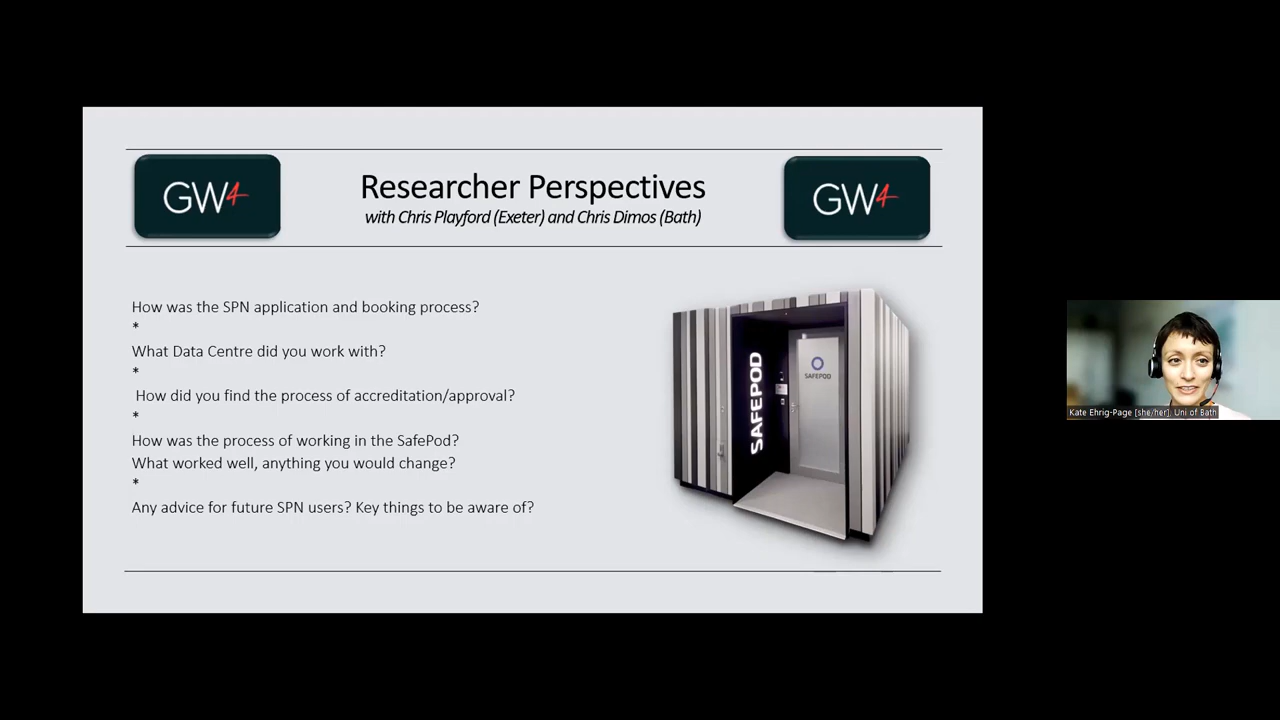 GW4
Researcher Perspectives
GW4
with Chris Playford (Exeter) and Chris Dimos (Bath)
How was the SPN application and booking process?
*
What Data Centre did you work with?
*
How did you find the process of accreditation/approval?
*
How was the process of working in the SafePod?
What worked well, anything you would change?
*
Any advice for future SPN users? Key things to be aware of?
SAFEPOD
SAFEPOD
Kate Ehrig-Page [she/her], Uni of Bath